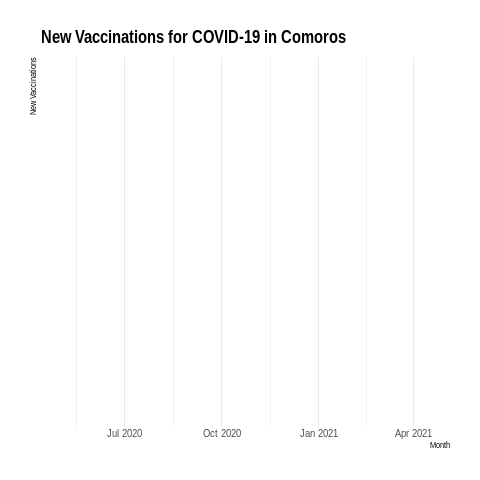 New Vaccinations for COVID-19 in Comoros
New Vaccinations
Jul 2020
Oct 2020
Jan 2021
Apr 2021
Month